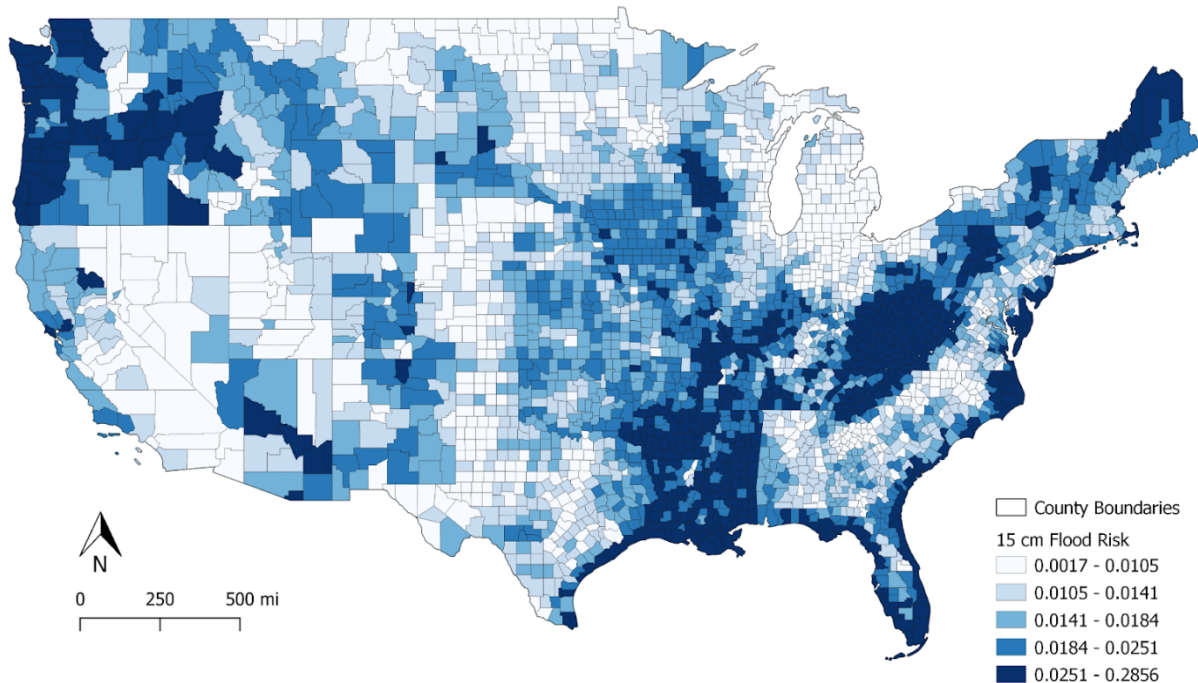 N
0 250 500 mi
County Boundaries
15 cm Flood Risk
0.0017 - 0.0105
0.0105 - 0.0141
0.0141 - 0.0184
0.0184 - 0.0251
0.0251 - 0.2856